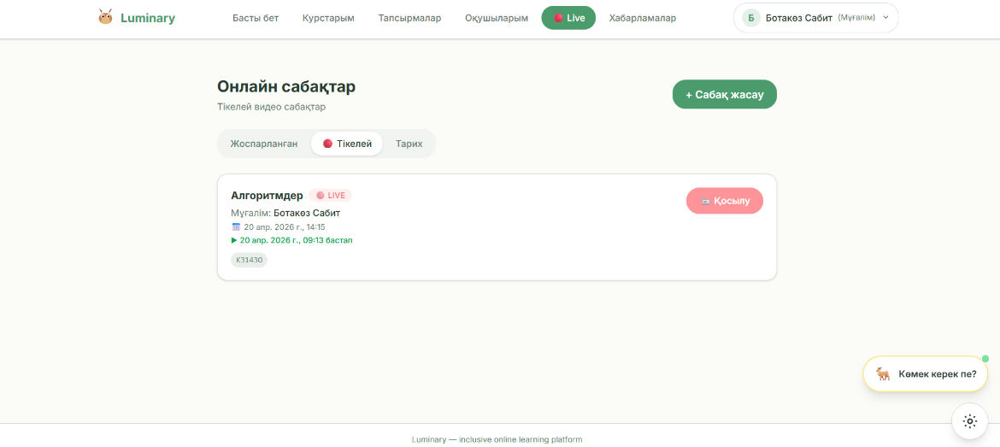 Luminary
Басты бет
Курстарым
Тапсырмалар
Оқушыларым
Live
Хабарламалар
Б
Ботакөз Сабит (Мұғалім)
Онлайн сабақтар
Тікелей видео сабақтар
+ Сабақ жасау
Жоспарланған
Тікелей
Тарих
Алгоритмдер
LIVE
Қосылу
Мұғалім: Ботакөз Сабит
20 апр. 2026 г., 14:15
20 апр. 2026 г., 09:13 бастап
K31430
Көмек керек пе?
Luminary — inclusive online learning platform